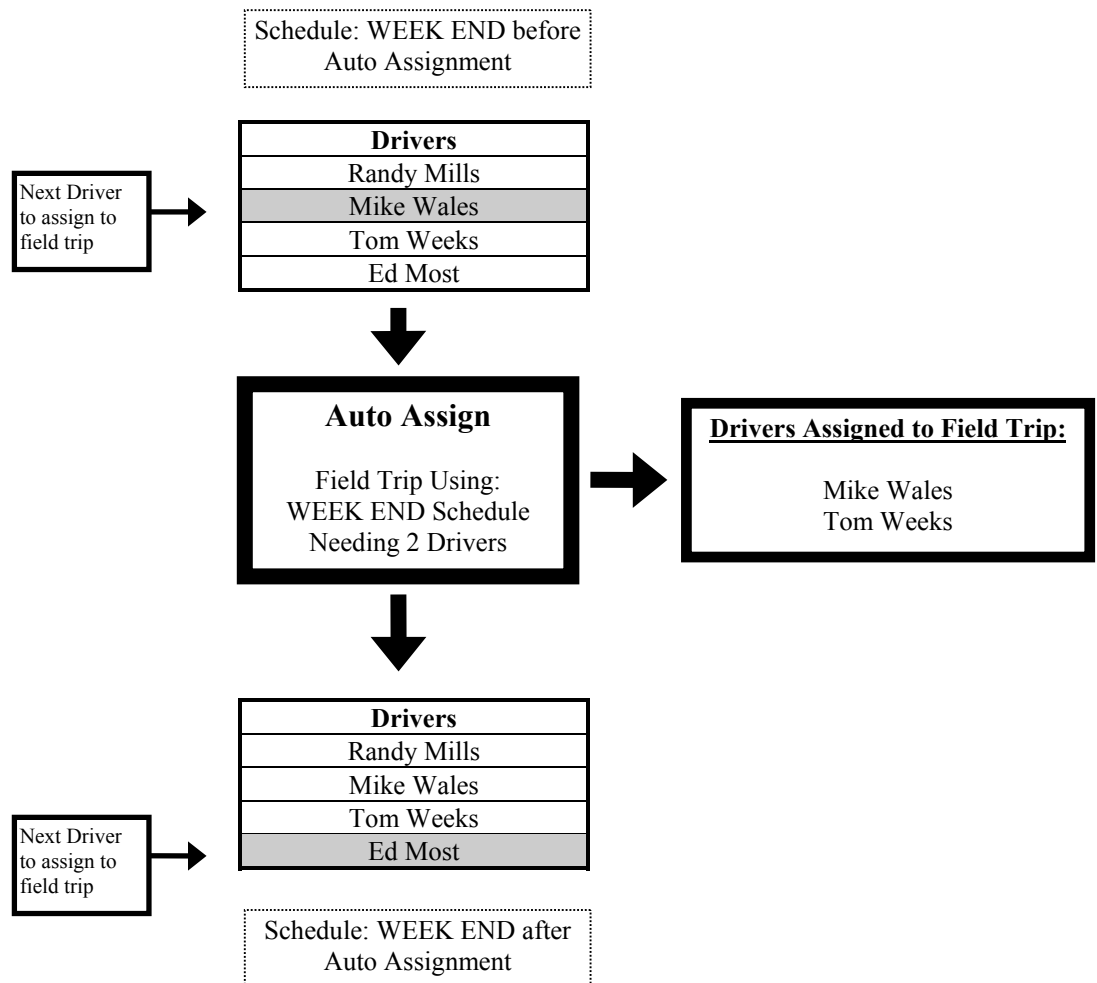 Schedule: WEEK END before
Auto Assignment
Drivers
Randy Mills
Mike Wales
Tom Weeks
Ed Most
Next Driver
to assign to
field trip
Auto Assign
Field Trip Using:
WEEK END Schedule
Needing 2 Drivers
Drivers Assigned to Field Trip:
Mike Wales
Tom Weeks
Drivers
Randy Mills
Mike Wales
Tom Weeks
Ed Most
Next Driver
to assign to
field trip
Schedule: WEEK END after
Auto Assignment